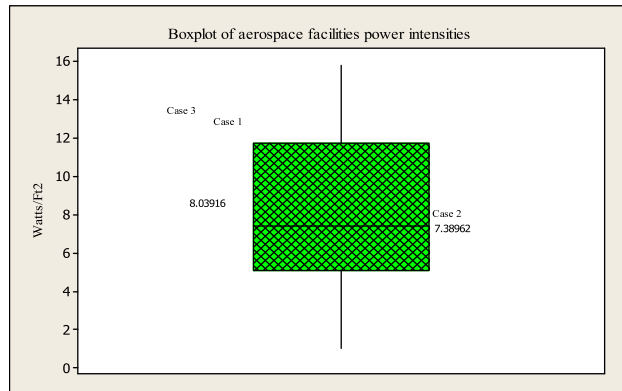 Boxplot of aerospace facilities power intensities
16
14
12
10
8
6
4
2
0
Watts/Ft2
Case 3
Case 1
8.03916
Case 2
7.38962